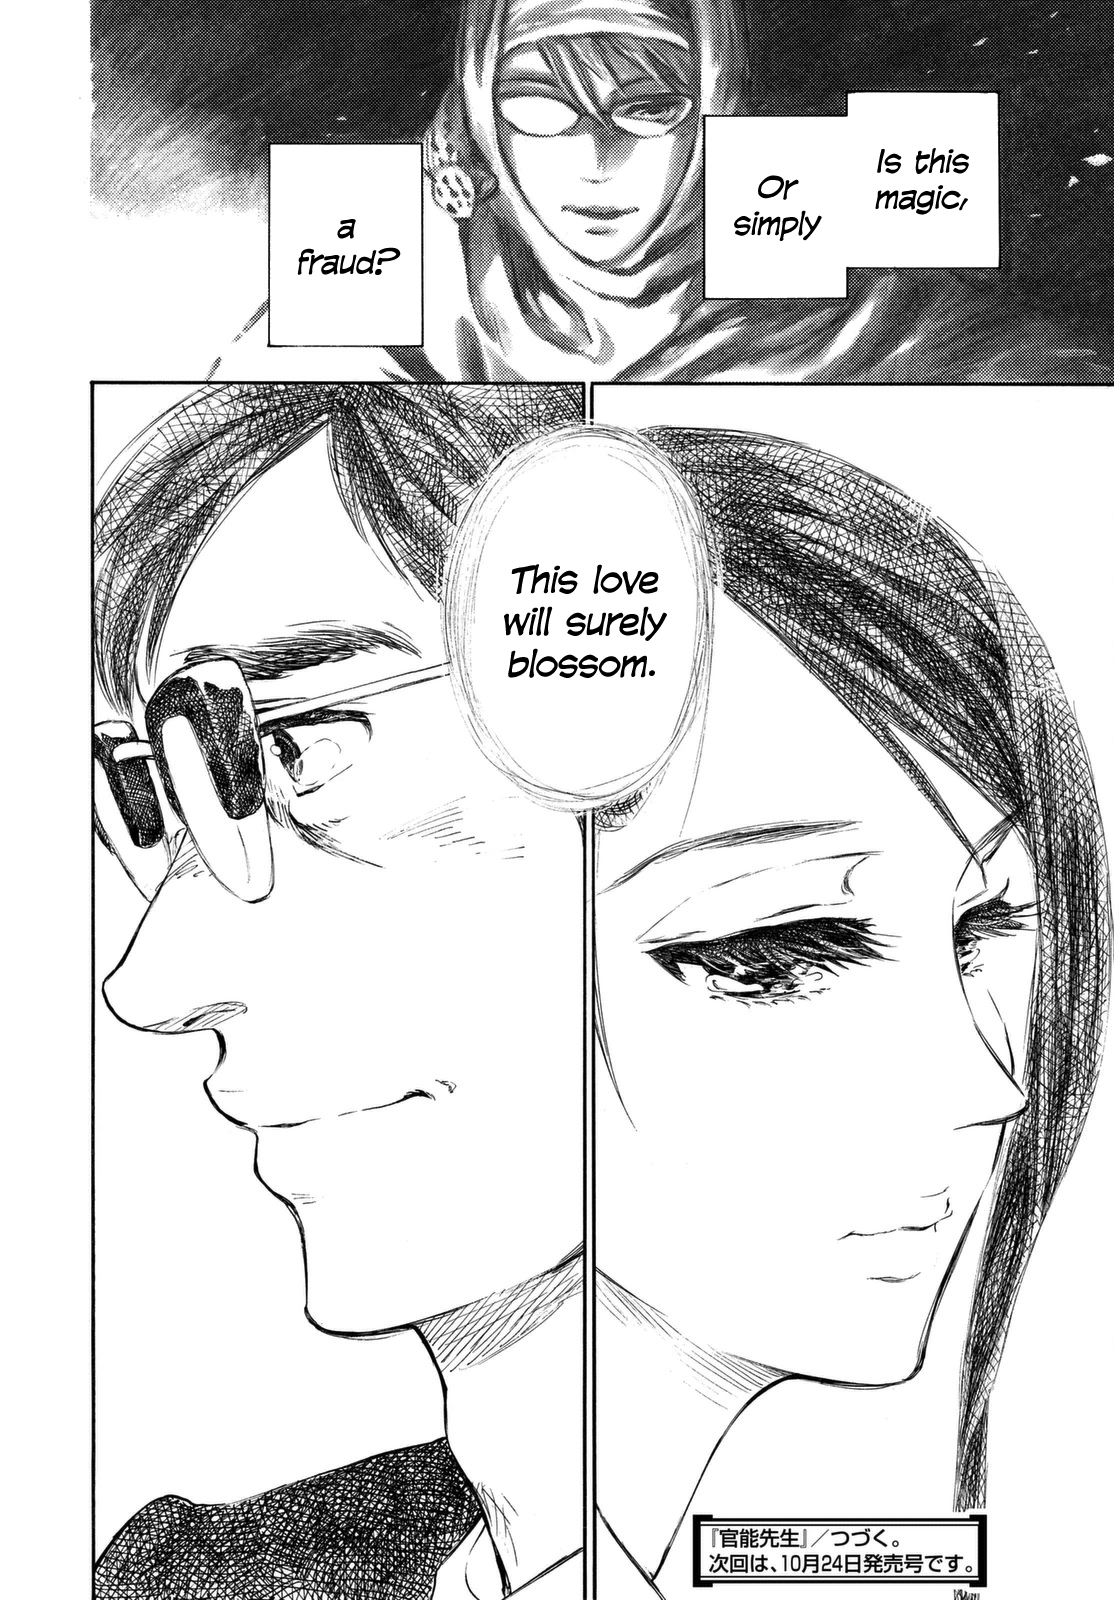 Is this
magic,
Or
simply
a
fraud?
This love
will surely
blossom.
『官能先生』／つづく。
次回は、10月24日発売号です。